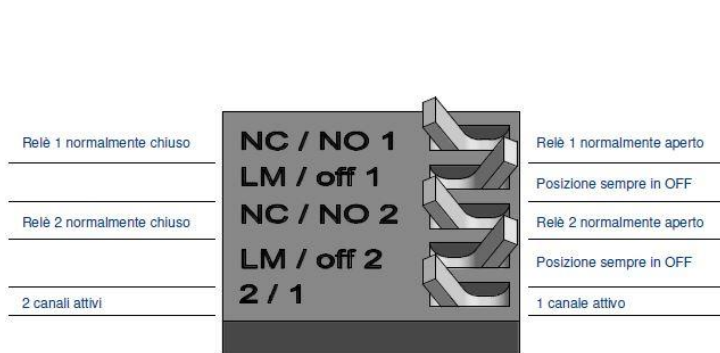 Relè 1 normalmente chiuso NC / NO 1 Relè 1 normalmente aperto
LM / off 1 Posizione sempre in OFF
Relè 2 normalmente chiuso NC / NO 2 Relè 2 normalmente aperto
LM / off 2 Posizione sempre in OFF
2 canali attivi 2 / 1 1 canale attivo